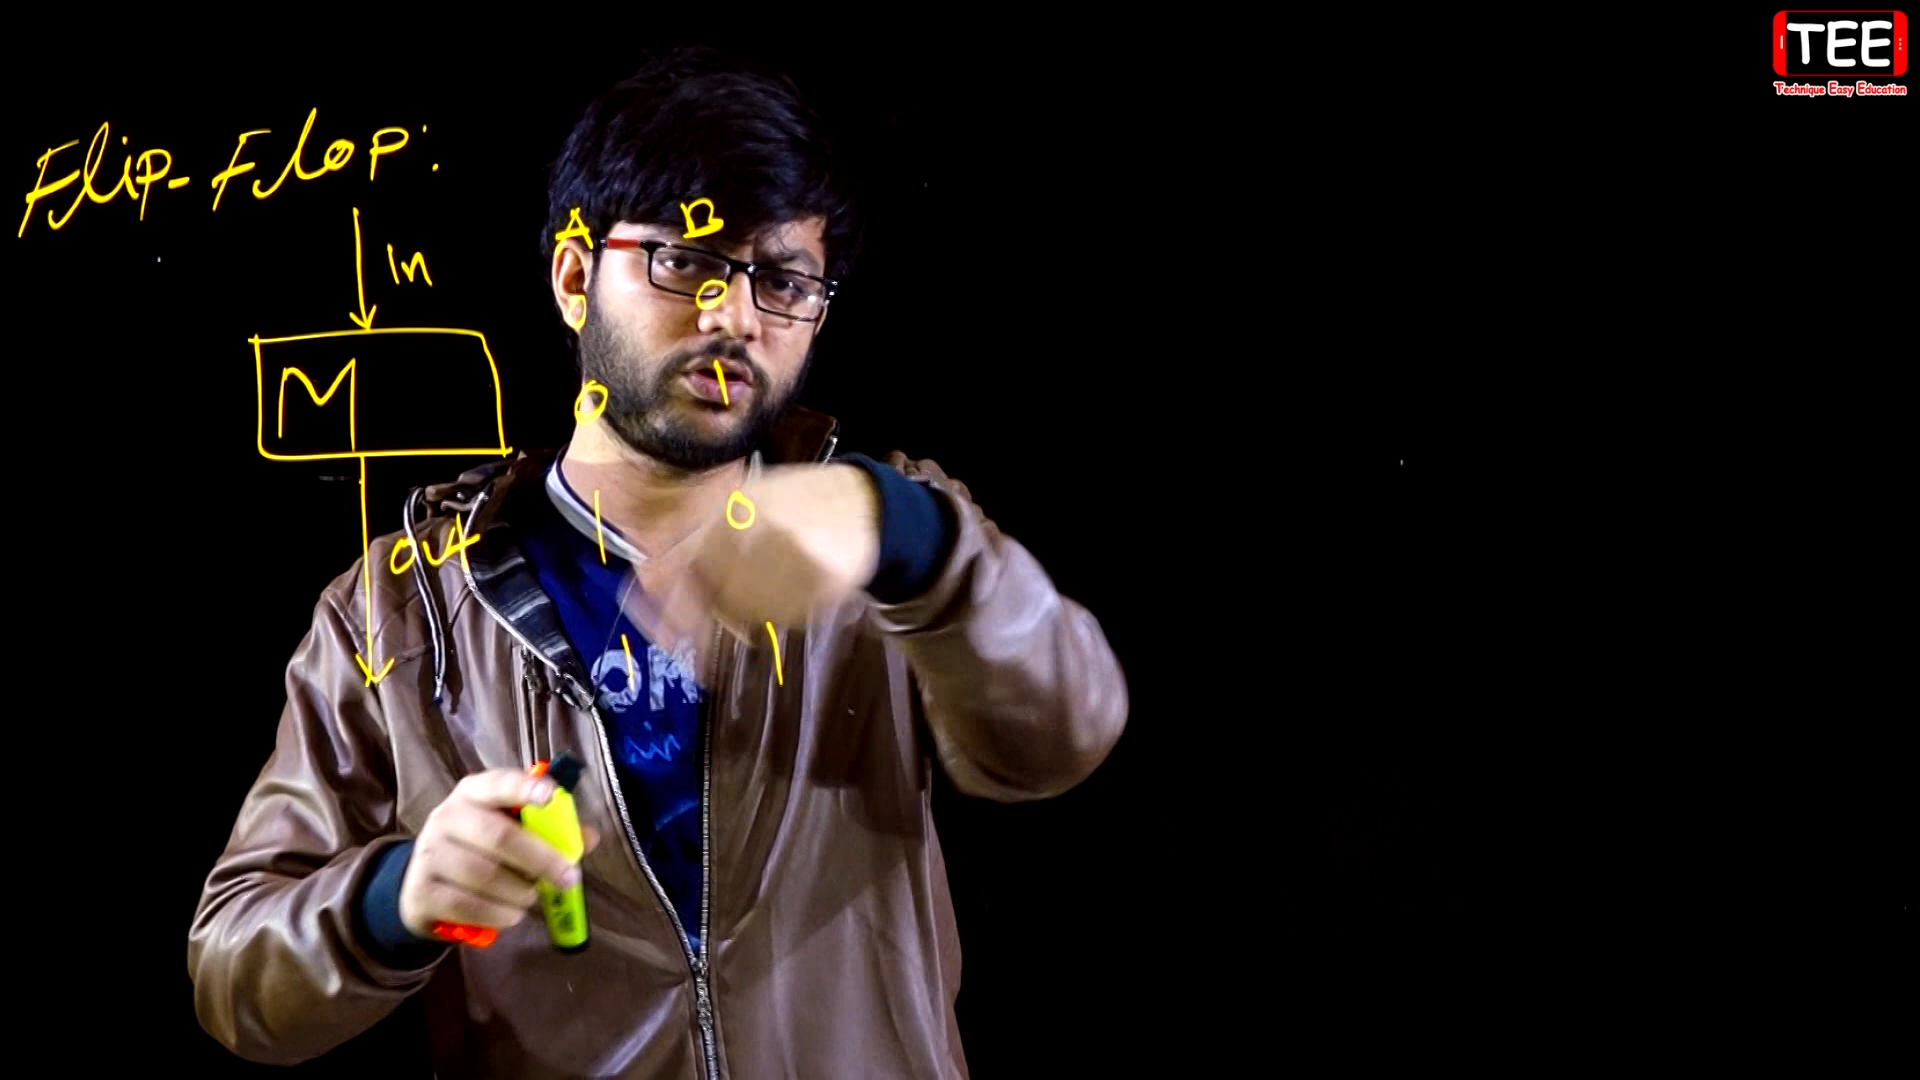 TEE
Technique Easy Education
Flip-Flop:
In
M
out
A B
0 0
0 1
1 0
1 1